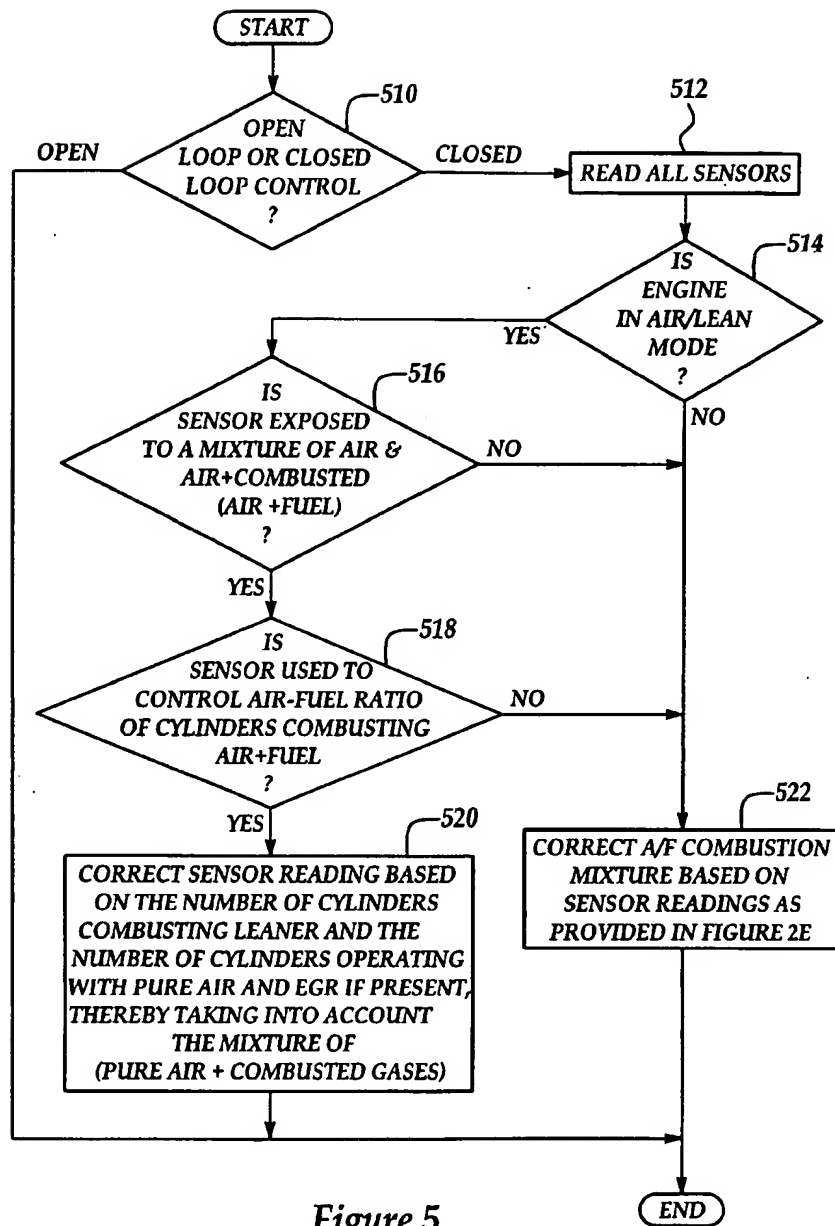 START
510
OPEN
LOOP OR CLOSED
LOOP CONTROL
?
OPEN
CLOSED
512
READ ALL SENSORS
514
IS
ENGINE
IN AIR/LEAN
MODE
?
YES
NO
516
IS
SENSOR EXPOSED
TO A MIXTURE OF AIR &
AIR+COMBUSTED
(AIR +FUEL)
?
NO
YES
518
IS
SENSOR USED TO
CONTROL AIR-FUEL RATIO
OF CYLINDERS COMBUSTING
AIR+FUEL
?
NO
YES
520
CORRECT SENSOR READING BASED
ON THE NUMBER OF CYLINDERS
COMBUSTING LEANER AND THE
NUMBER OF CYLINDERS OPERATING
WITH PURE AIR AND EGR IF PRESENT,
THEREBY TAKING INTO ACCOUNT
THE MIXTURE OF
(PURE AIR + COMBUSTED GASES)
522
CORRECT A/F COMBUSTION
MIXTURE BASED ON
SENSOR READINGS AS
PROVIDED IN FIGURE 2E
END
Figure 5